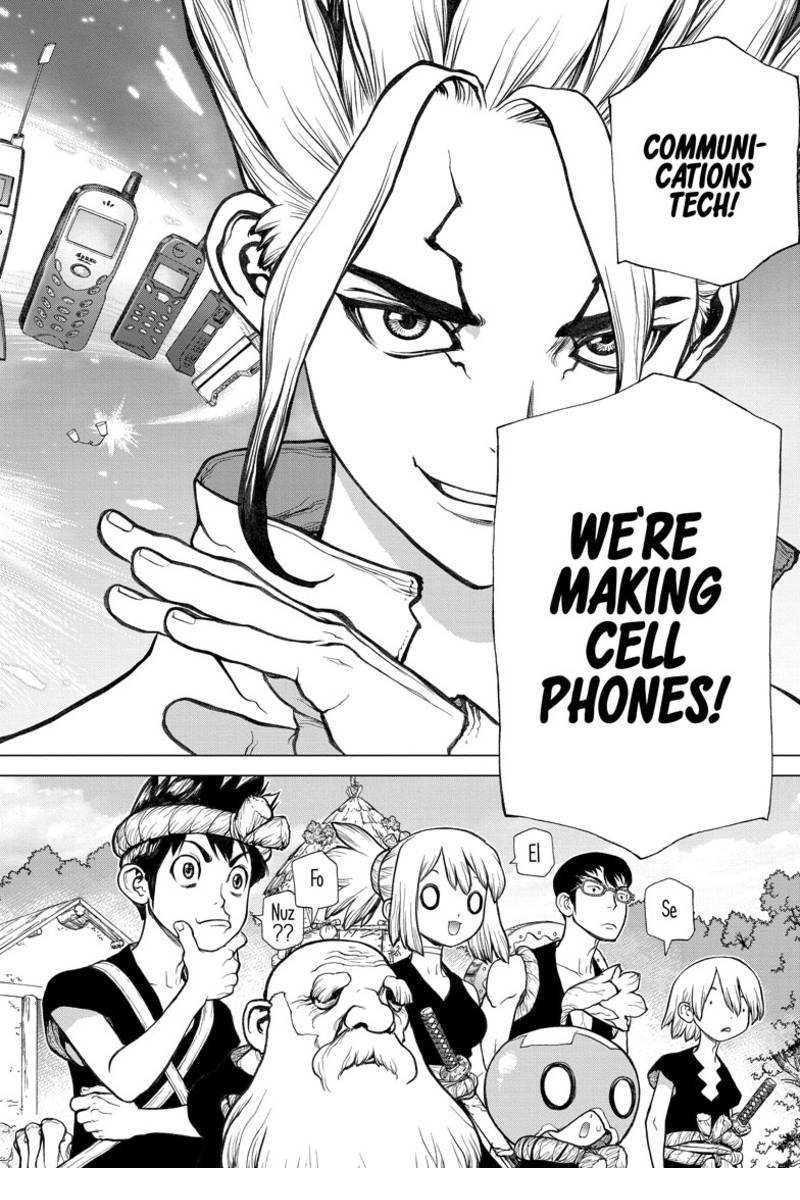 COMMUNI-
CATIONS
TECH!
WE'RE
MAKING
CELL
PHONES!
Se
El
Fo
Nuz
??